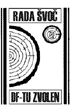 RADA ŠVOČ
DF-TU ZVOLEN